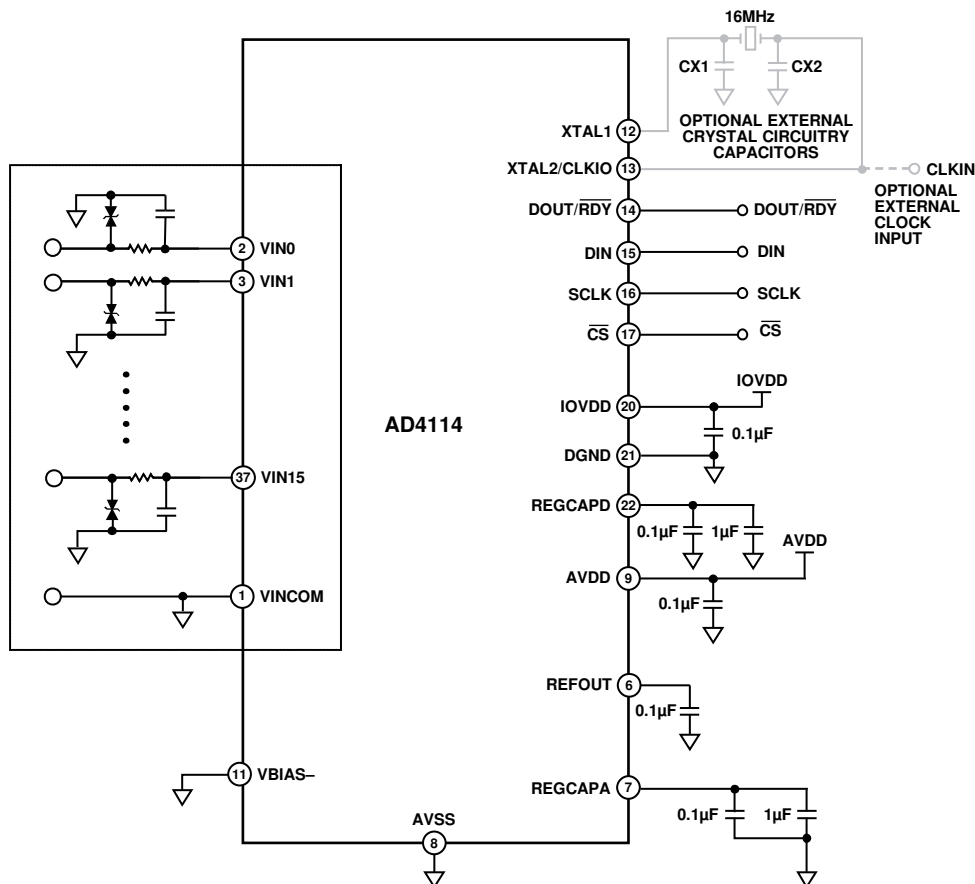 16MHz
CX1
CX2
OPTIONAL EXTERNAL
CRYSTAL CIRCUITRY
CAPACITORS
XTAL1
12
XTAL2/CLKIO
13
CLKIN
OPTIONAL
EXTERNAL
CLOCK
INPUT
DOUT/RDY
14
DOUT/RDY
2
VIN0
DIN
15
DIN
3
VIN1
SCLK
16
SCLK
CS
17
CS
IOVDD
IOVDD
20
0.1µF
AD4114
DGND
21
37
VIN15
REGCAPD
22
0.1µF
1µF
AVDD
AVDD
9
0.1µF
1
VINCOM
REFOUT
6
0.1µF
11
VBIAS–
REGCAPA
7
0.1µF
1µF
AVSS
8